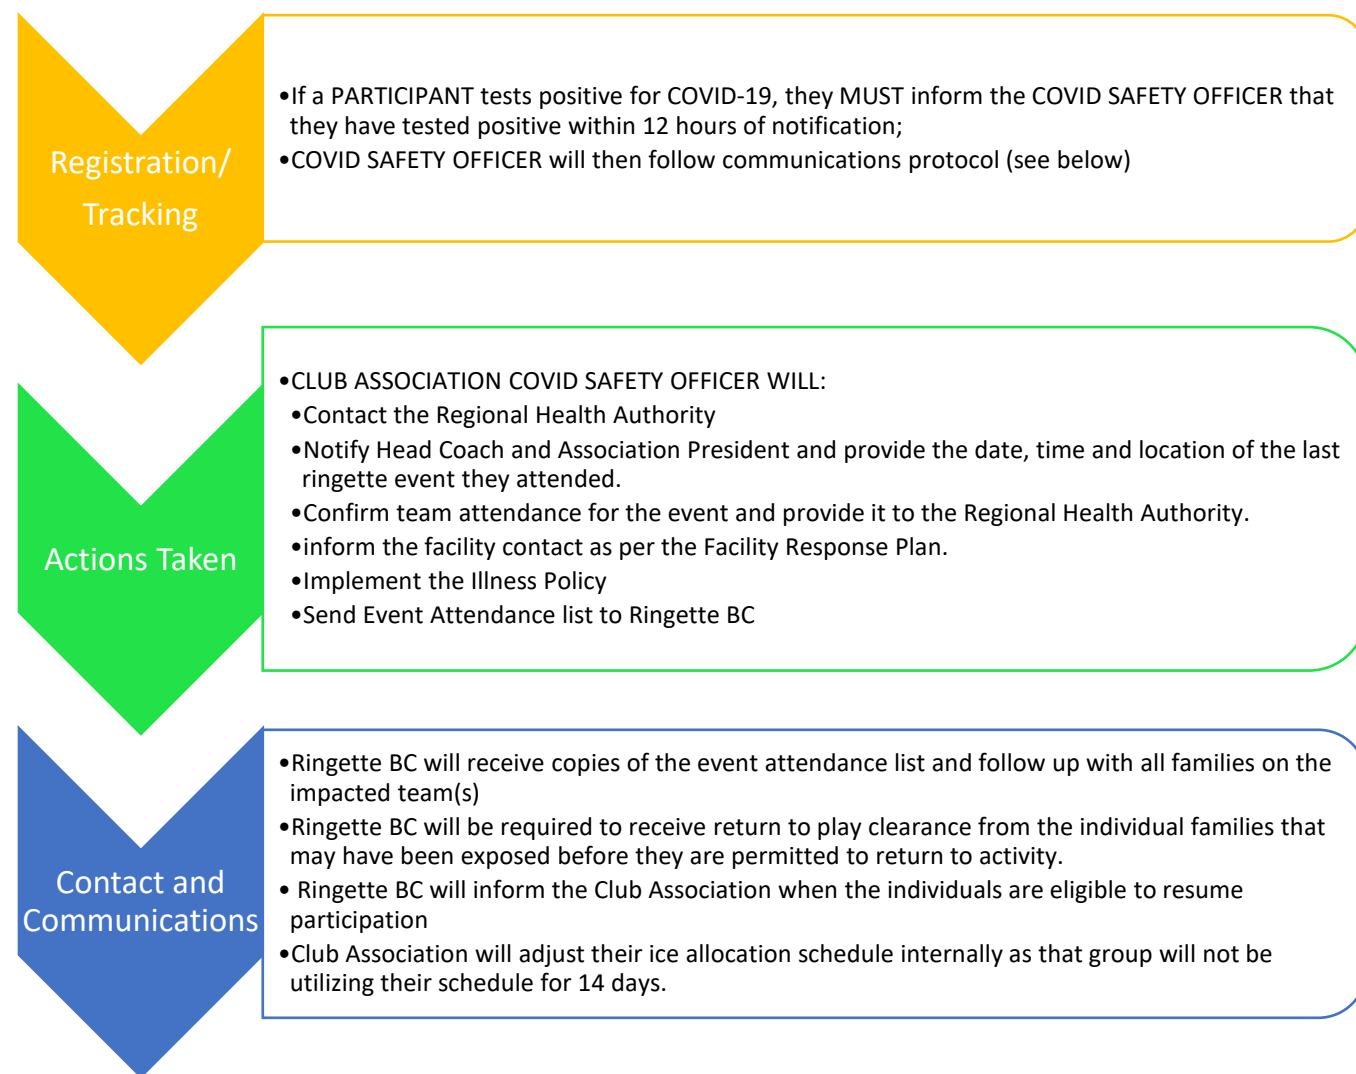 Registration/
Tracking
•If a PARTICIPANT tests positive for COVID-19, they MUST inform the COVID SAFETY OFFICER that
they have tested positive within 12 hours of notification;
•COVID SAFETY OFFICER will then follow communications protocol (see below)
Actions Taken
•CLUB ASSOCIATION COVID SAFETY OFFICER WILL:
•Contact the Regional Health Authority
•Notify Head Coach and Association President and provide the date, time and location of the last
ringette event they attended.
•Confirm team attendance for the event and provide it to the Regional Health Authority.
•inform the facility contact as per the Facility Response Plan.
•Implement the Illness Policy
•Send Event Attendance list to Ringette BC
Contact and
Communications
•Ringette BC will receive copies of the event attendance list and follow up with all families on the
impacted team(s)
•Ringette BC will be required to receive return to play clearance from the individual families that
may have been exposed before they are permitted to return to activity.
• Ringette BC will inform the Club Association when the individuals are eligible to resume
participation
•Club Association will adjust their ice allocation schedule internally as that group will not be
utilizing their schedule for 14 days.